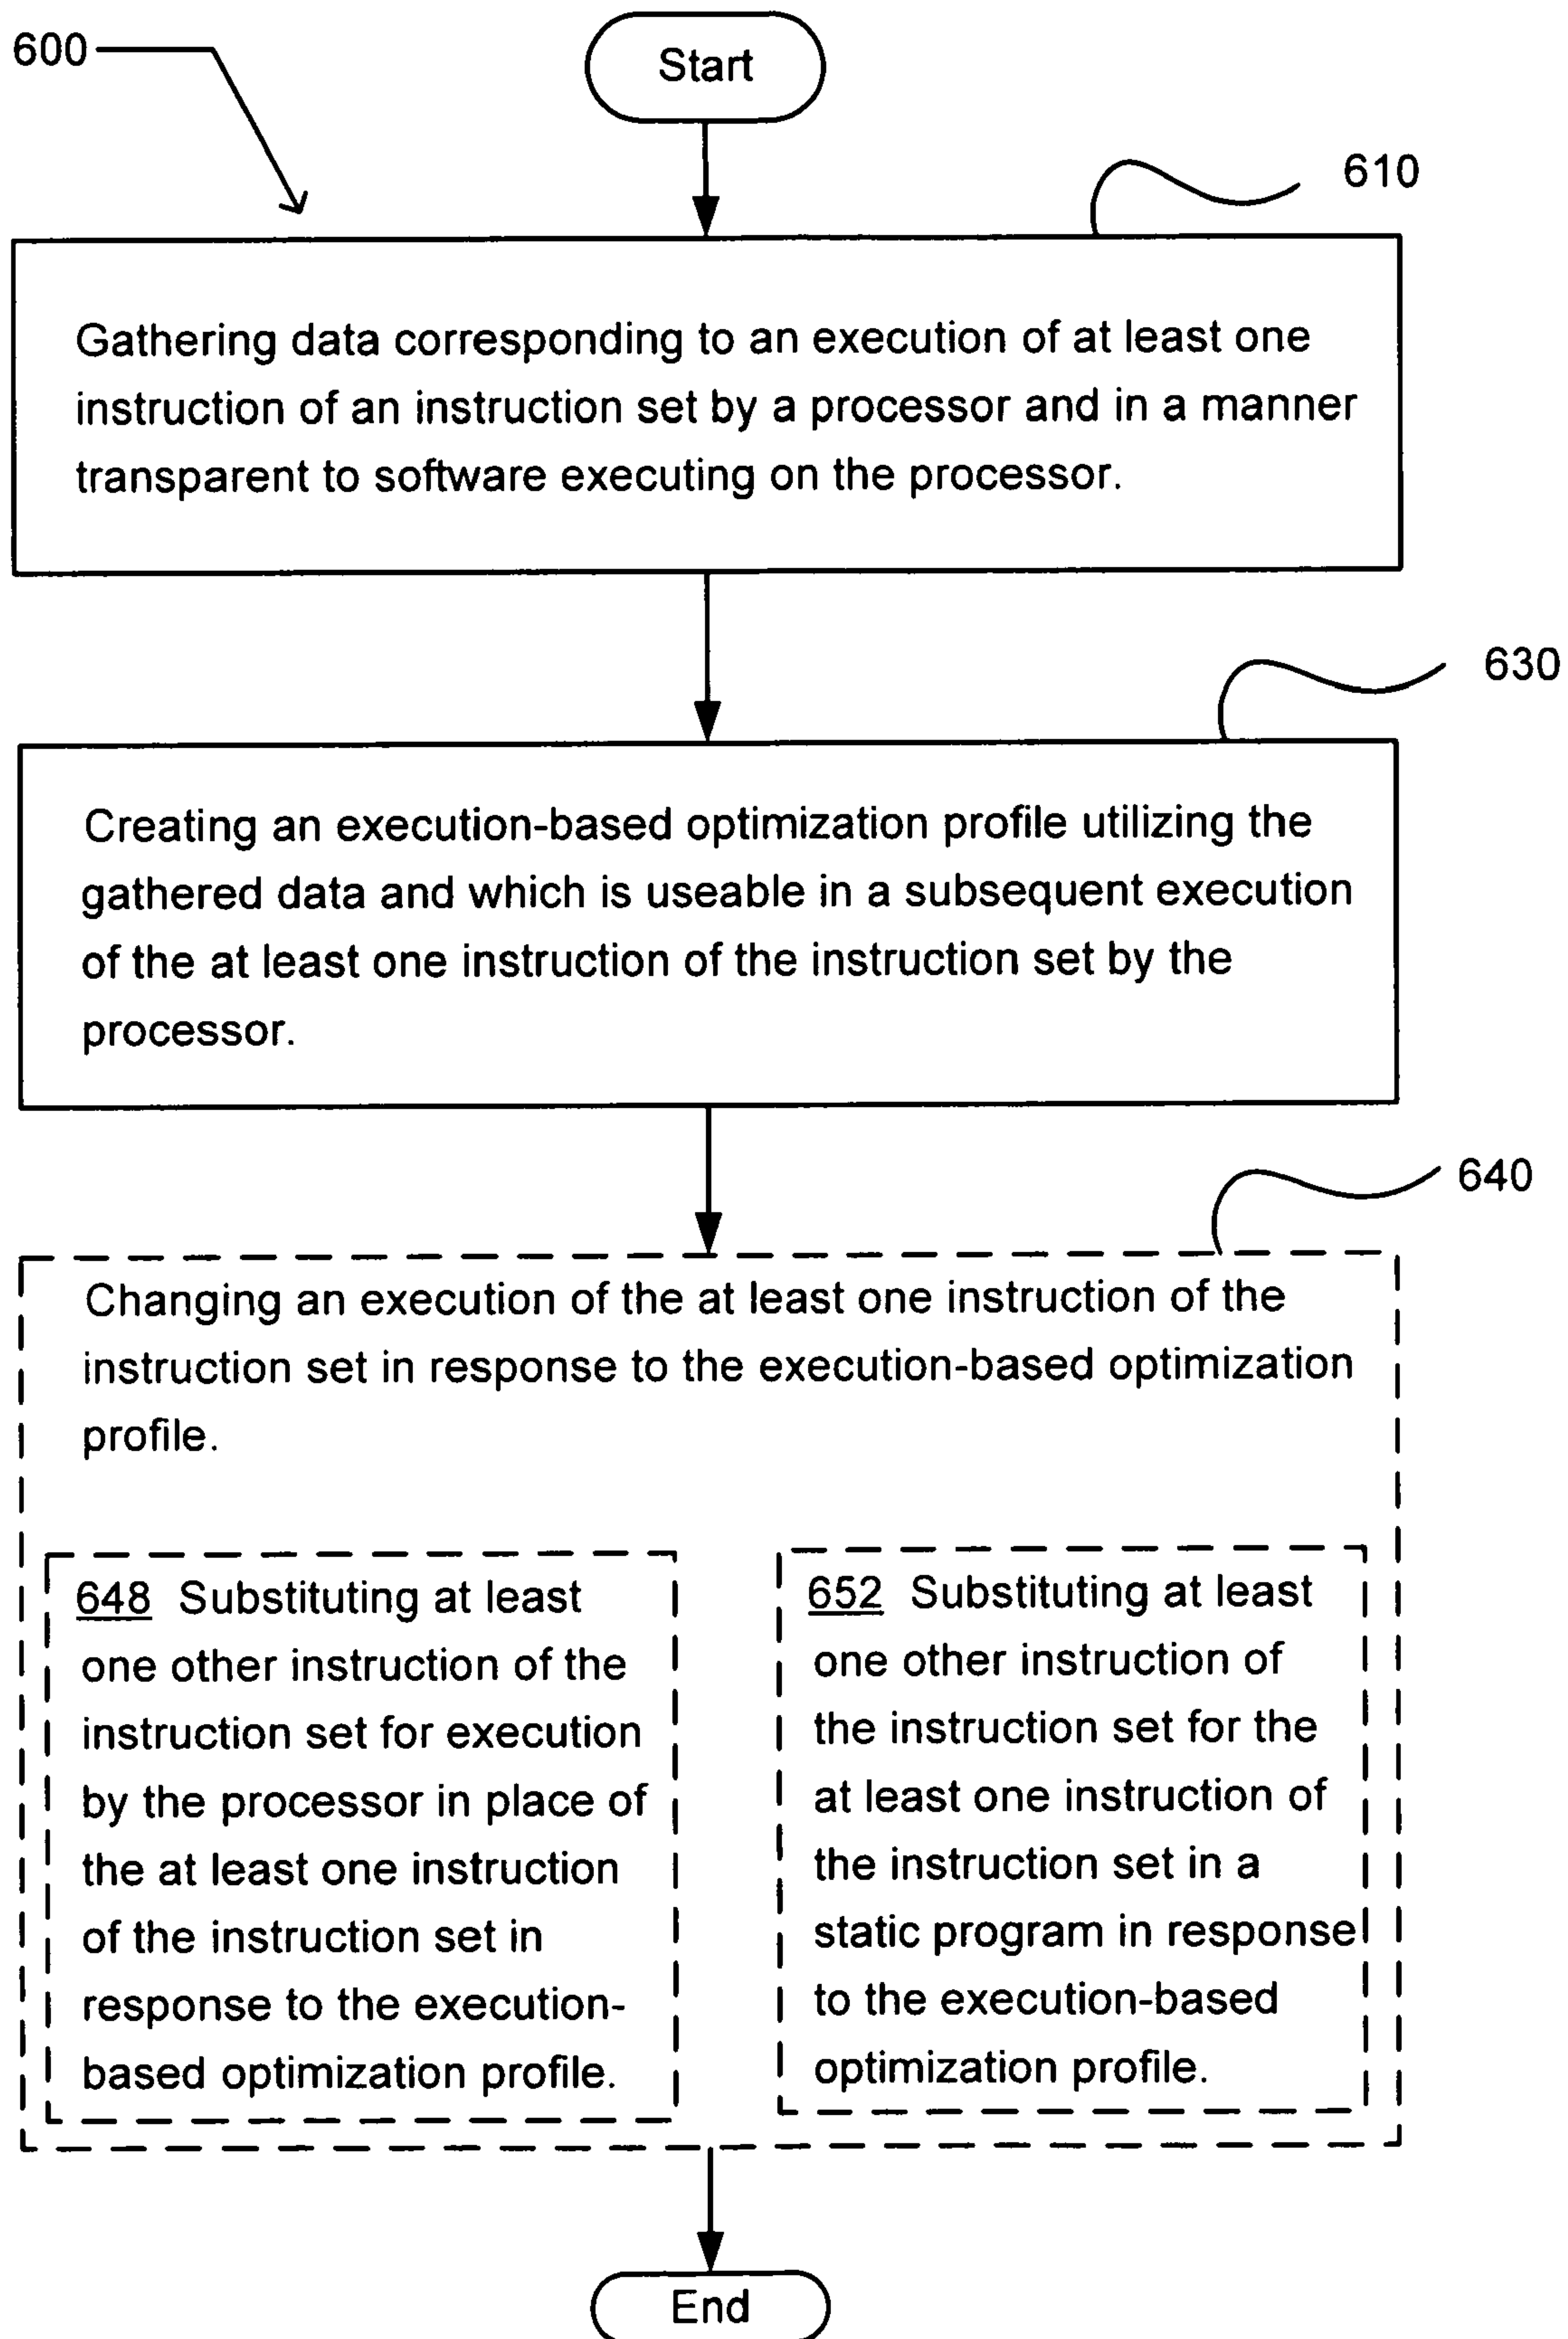 600
Start
610
Gathering data corresponding to an execution of at least one
instruction of an instruction set by a processor and in a manner
transparent to software executing on the processor.
630
Creating an execution-based optimization profile utilizing the
gathered data and which is useable in a subsequent execution
of the at least one instruction of the instruction set by the
processor.
640
Changing an execution of the at least one instruction of the
instruction set in response to the execution-based optimization
profile.
648 Substituting at least
one other instruction of the
instruction set for execution
by the processor in place of
the at least one instruction
of the instruction set in
response to the execution-
based optimization profile.
652 Substituting at least
one other instruction of
the instruction set for the
at least one instruction of
the instruction set in a
static program in response
to the execution-based
optimization profile.
End